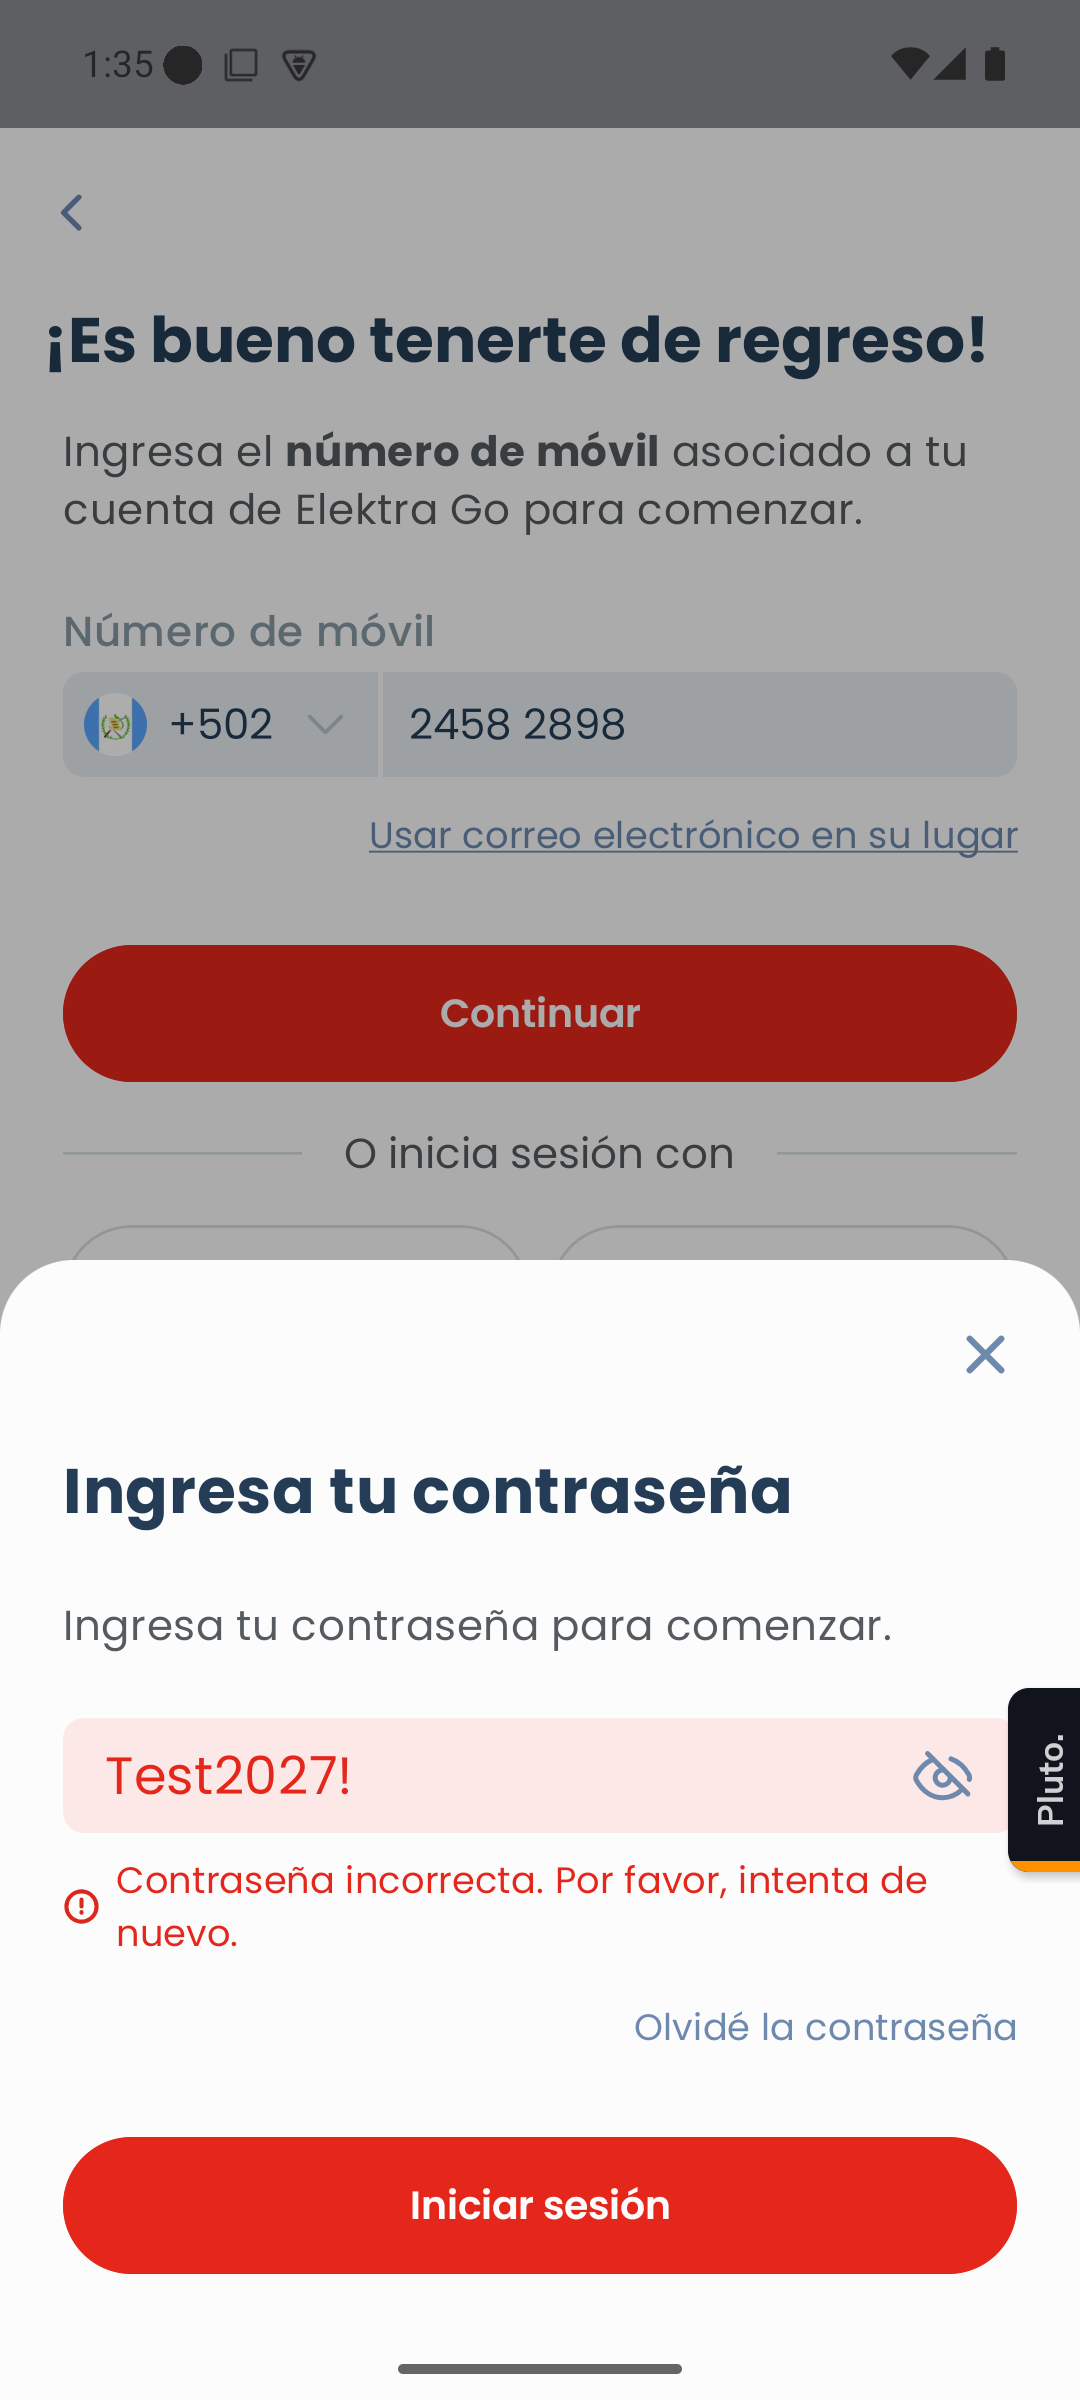 1:35
¡Es bueno tenerte de regreso!
Ingresa el número de móvil asociado a tu
cuenta de Elektra Go para comenzar.
Número de móvil
+502
2458 2898
Usar correo electrónico en su lugar
Continuar
O inicia sesión con
Ingresa tu contraseña
Ingresa tu contraseña para comenzar.
Test2027!
Pluto.
Contraseña incorrecta. Por favor, intenta de
nuevo.
Olvidé la contraseña
Iniciar sesión